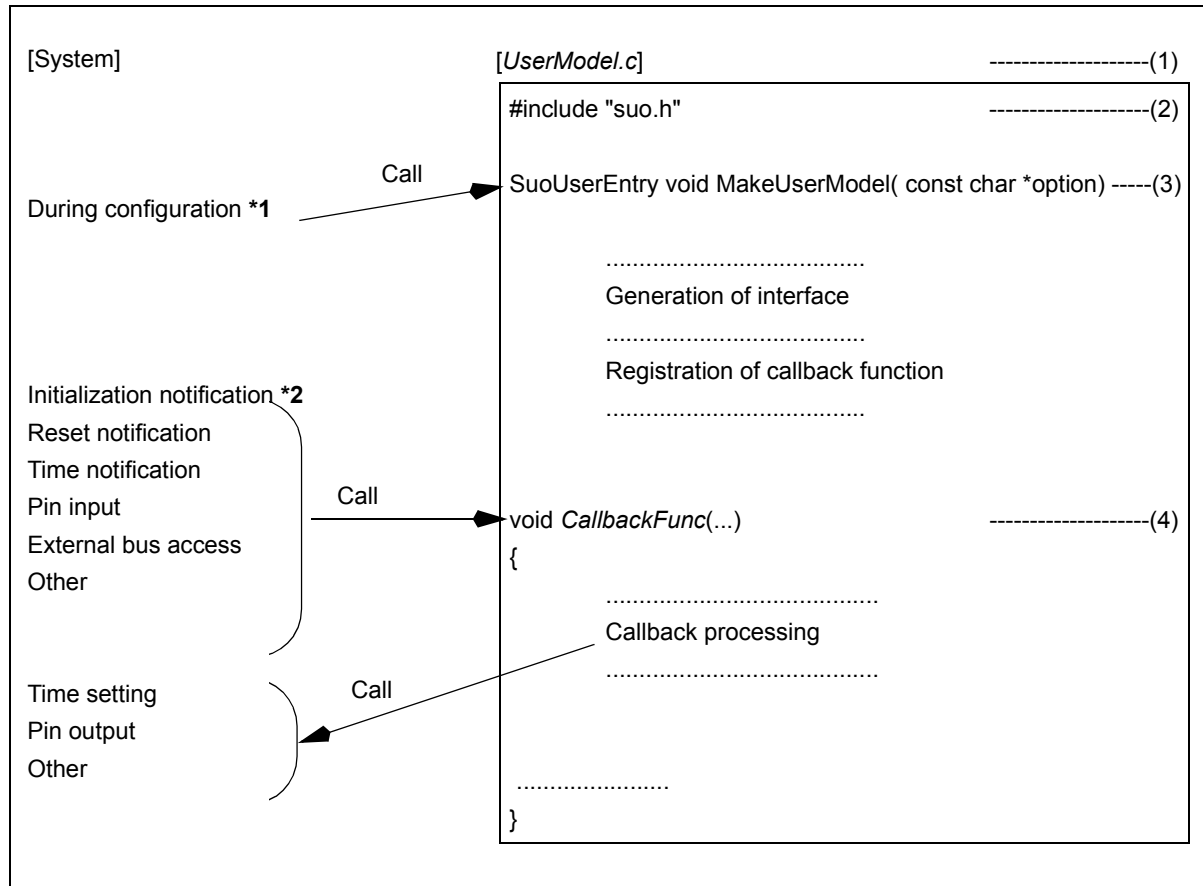 [System] [UserModel.c] --------------------(1)
#include "suo.h" --------------------(2)
Call
SuoUserEntry void MakeUserModel( const char *option) -----(3)
During configuration *1
.......................................
Generation of interface
.......................................
Registration of callback function
.......................................
Initialization notification *2
Reset notification
Time notification
Pin input
External bus access
Other
Call
void CallbackFunc(...) --------------------(4)
{
.........................................
Callback processing
.........................................
Call
Time setting
Pin output
Other
.......................
}